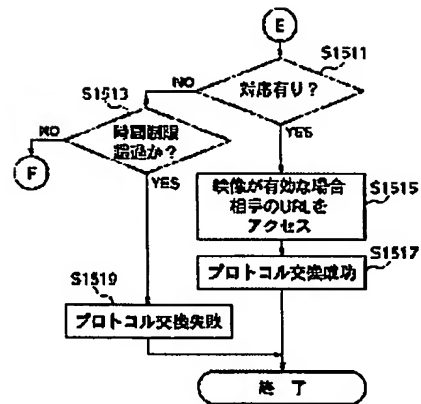 E
S1511
対応有り？
NO
YES
S1513
時間制限
超過か？
NO
YES
F
映像が有効な場合
相手のURLを
アクセス
S1515
プロトコル交換成功
S1517
S1519
プロトコル交換失敗
終了